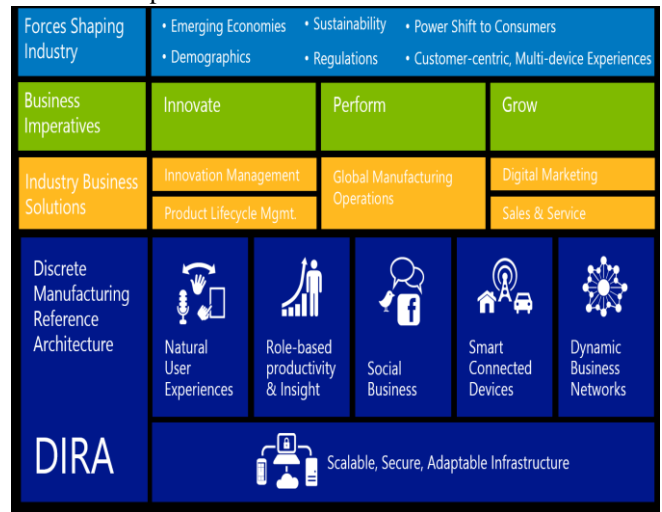 Forces Shaping
Industry
• Emerging Economies
• Sustainability
• Power Shift to Consumers
• Demographics
• Regulations
• Customer-centric, Multi-device Experiences
Business
Imperatives
Innovate
Perform
Grow
Industry Business
Solutions
Innovation Management
Product Lifecycle Mgmt.
Global Manufacturing
Operations
Digital Marketing
Sales & Service
Discrete
Manufacturing
Reference
Architecture
Natural
User
Experiences
Role-based
productivity
& Insight
Social
Business
Smart
Connected
Devices
Dynamic
Business
Networks
DIRA
Scalable, Secure, Adaptable Infrastructure